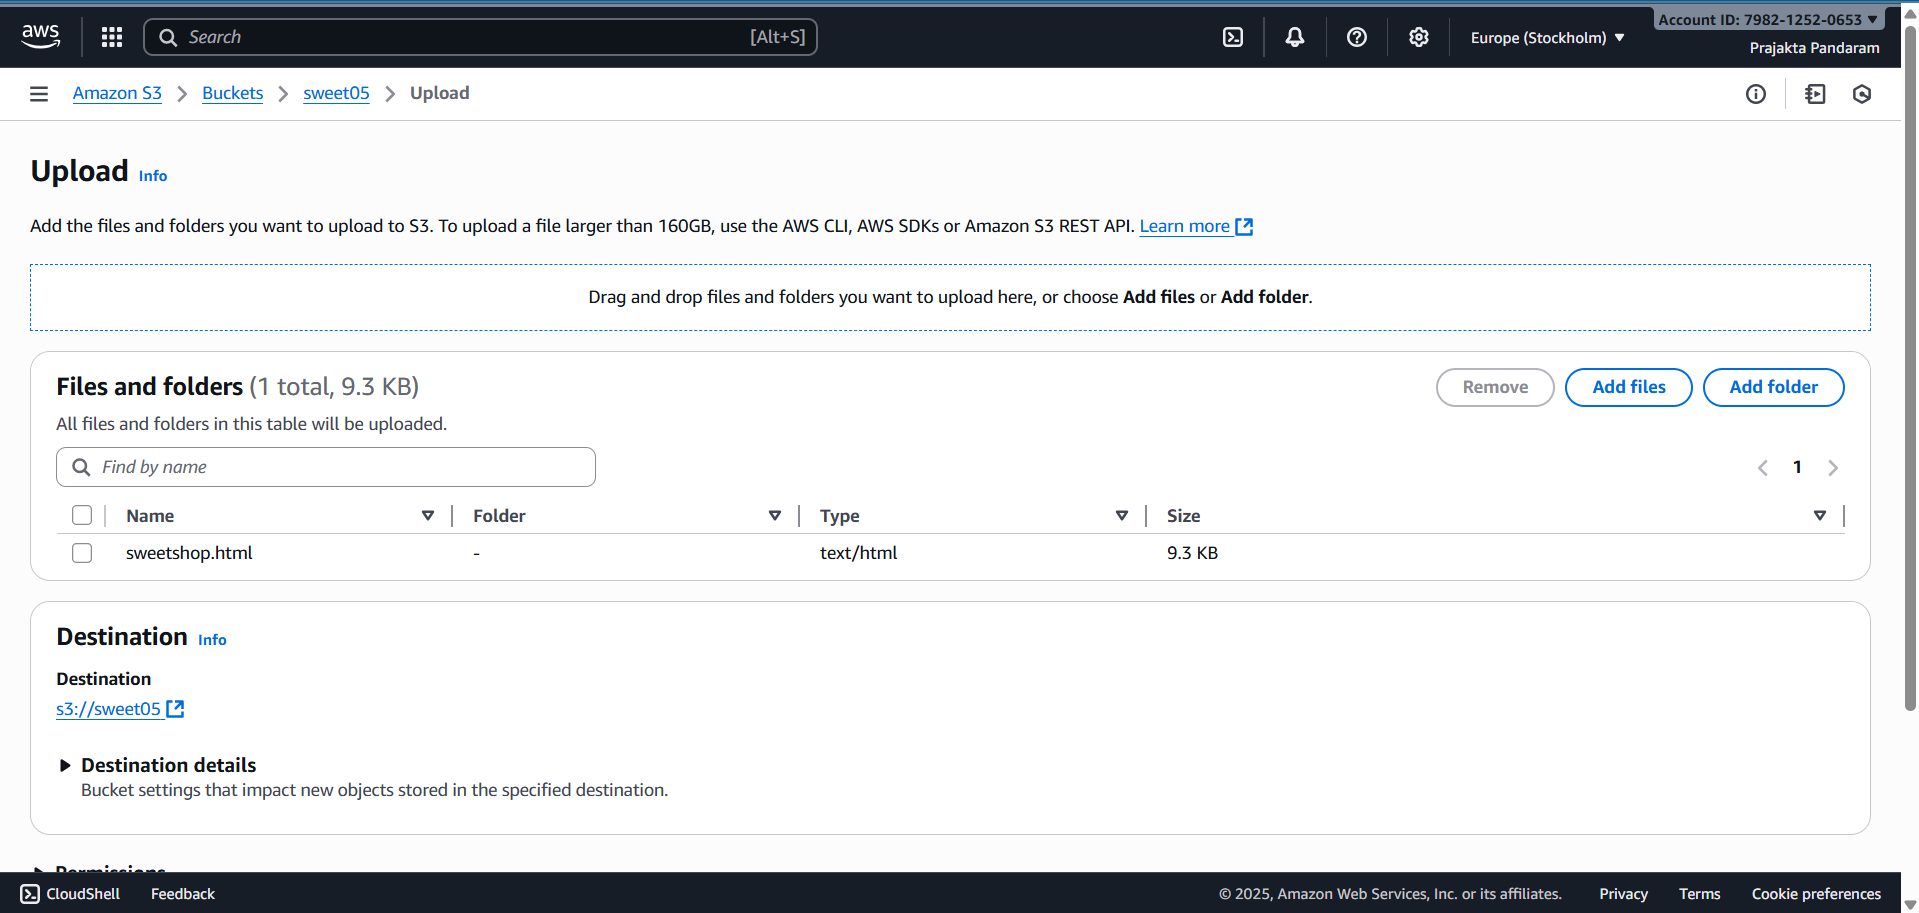 aws
Search [Alt+S]
Europe (Stockholm)
Account ID: 7982-1252-0653
Prajakta Pandaram
Amazon S3 Buckets sweet05 Upload
Upload Info
Add the files and folders you want to upload to S3. To upload a file larger than 160GB, use the AWS CLI, AWS SDKs or Amazon S3 REST API. Learn more
Drag and drop files and folders you want to upload here, or choose Add files or Add folder.
Files and folders (1 total, 9.3 KB)
Remove Add files Add folder
All files and folders in this table will be uploaded.
Find by name
1
Name Folder Type Size
sweetshop.html - text/html 9.3 KB
Destination Info
Destination
s3://sweet05
Destination details
Bucket settings that impact new objects stored in the specified destination.
Permissions
CloudShell Feedback © 2025, Amazon Web Services, Inc. or its affiliates. Privacy Terms Cookie preferences